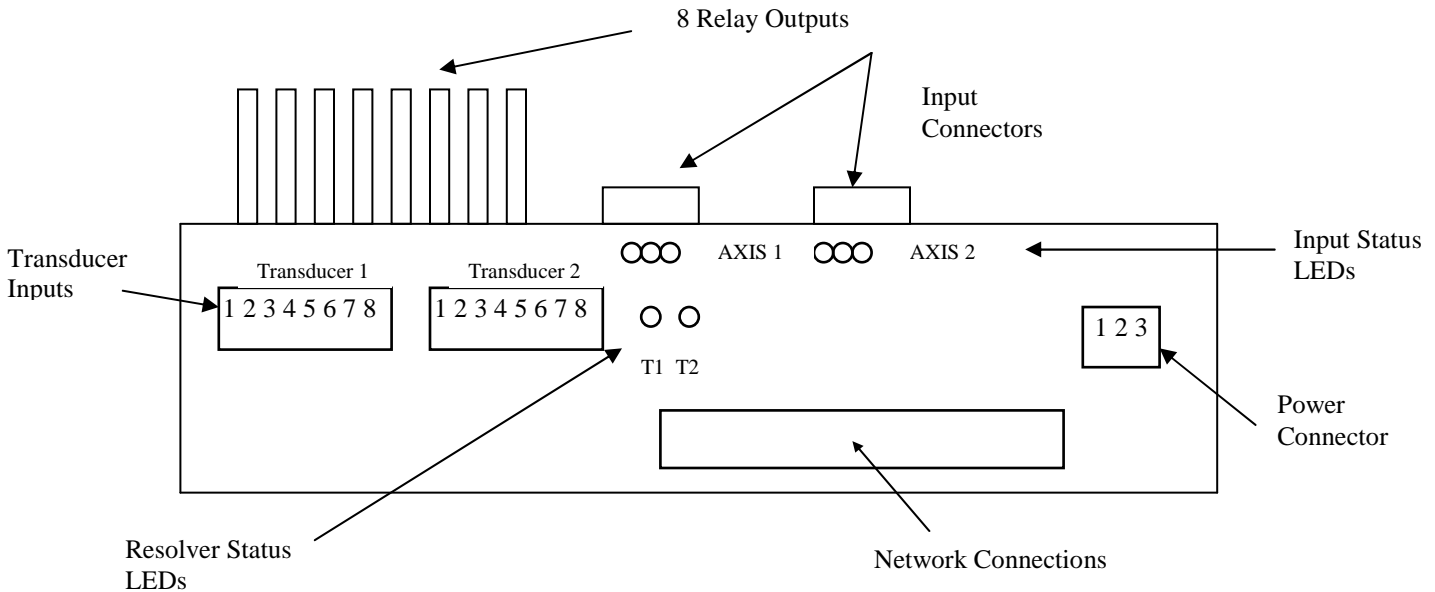 8 Relay Outputs
Input
Connectors
AXIS 1
AXIS 2
Input Status
LEDs
Transducer
Inputs
Transducer 1
Transducer 2
1 2 3 4 5 6 7 8
1 2 3 4 5 6 7 8
1 2 3
T1 T2
Power
Connector
Resolver Status
LEDs
Network Connections